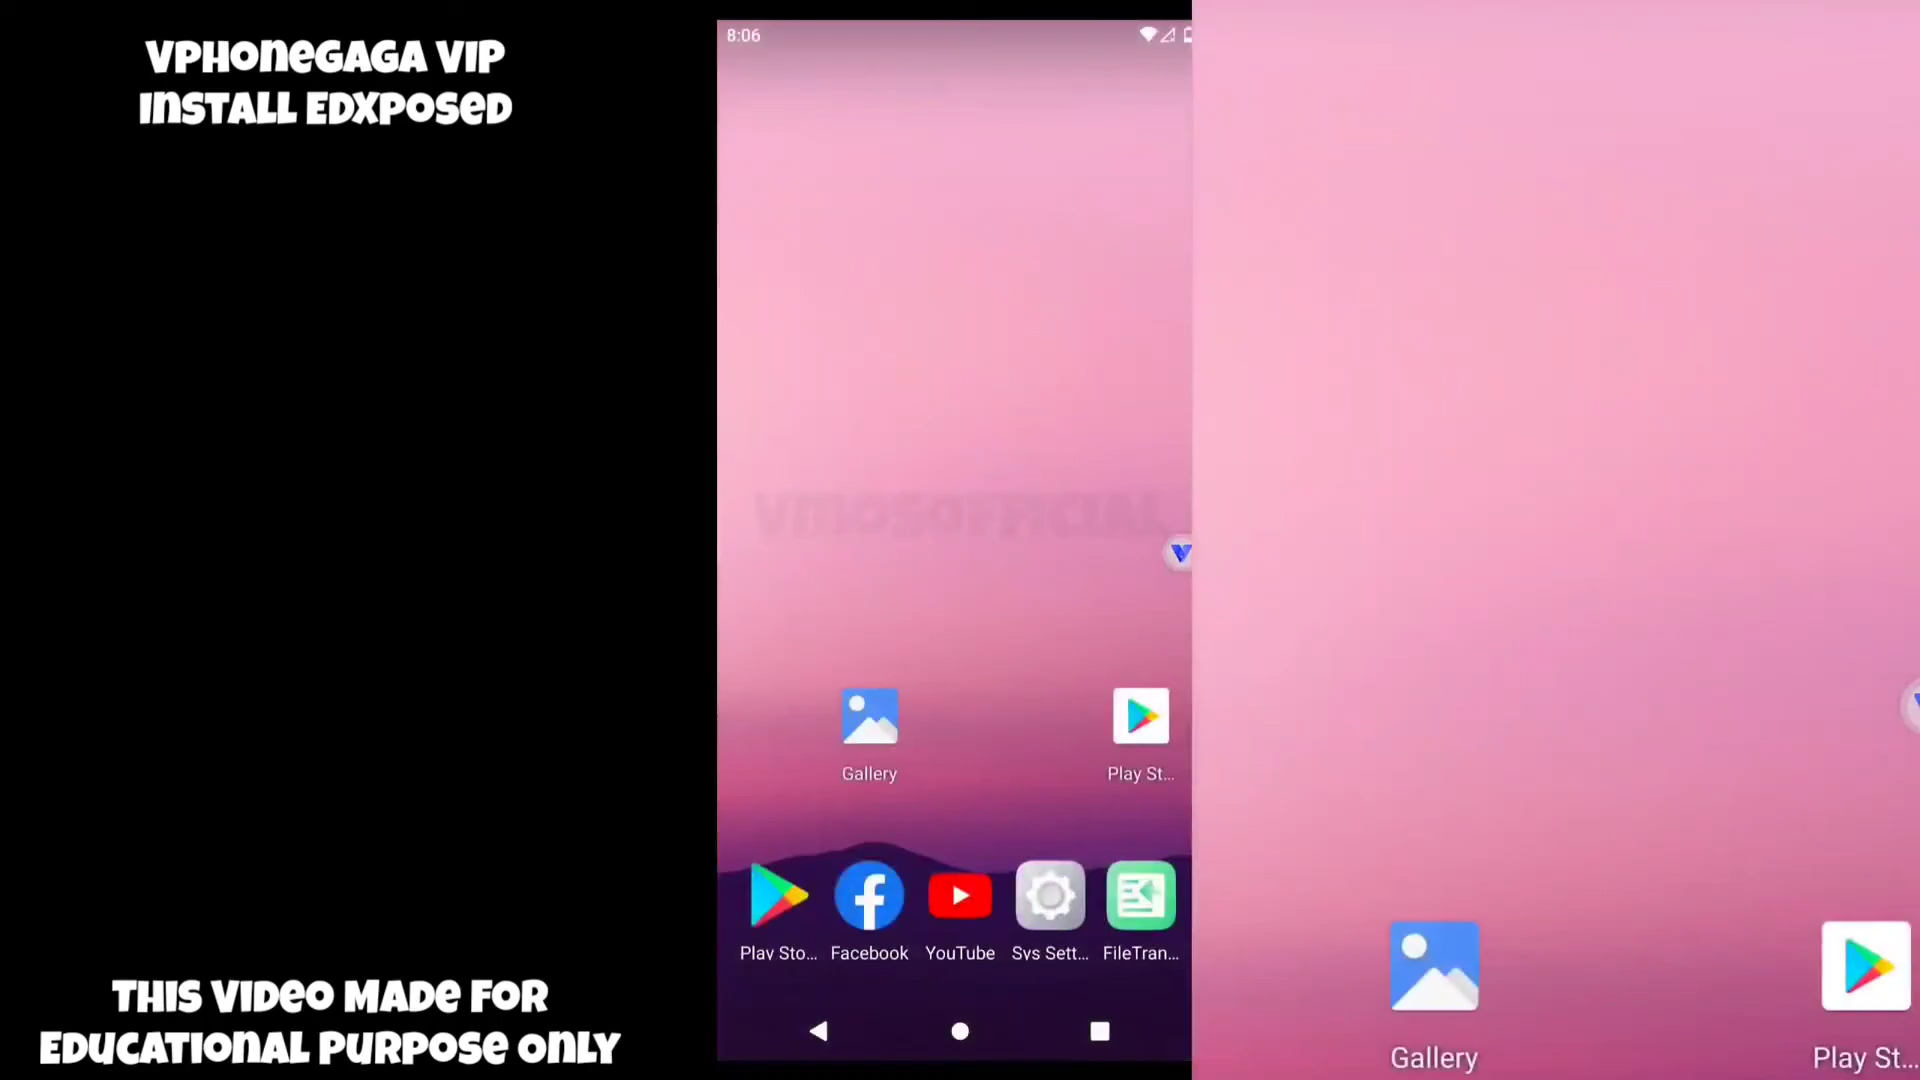 VPHONEGAGA VIP
INSTALL EDXPOSED
8:06
VMOSOFFICIAL
Gallery
Play St...
Play Sto...
Facebook
YouTube
Sys Sett...
FileTran...
Gallery
Play St...
THIS VIDEO MADE FOR
EDUCATIONAL PURPOSE ONLY